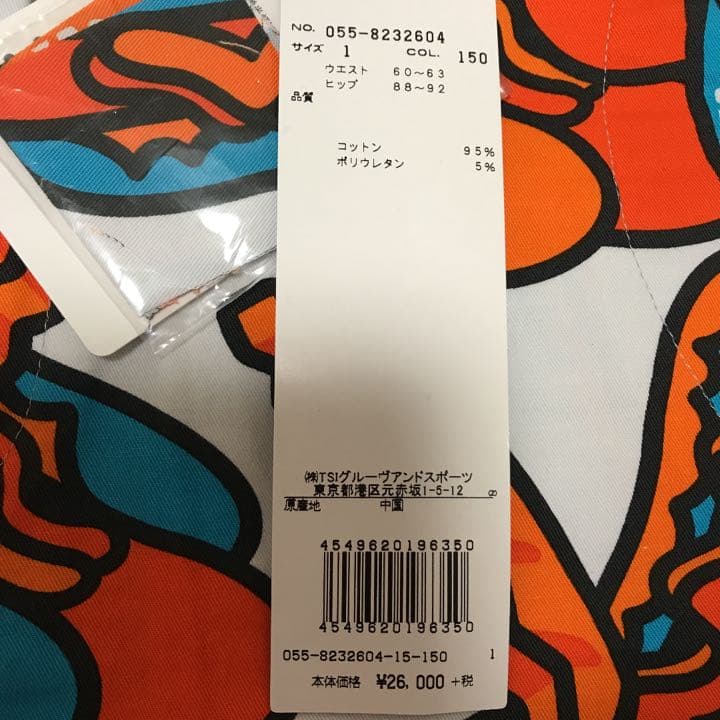 NO. 055-8232604
サイズ 1 COL. 150
ウエスト 60〜63
ヒップ 88〜92
品質
コットン 95%
ポリウレタン 5%
㈱TSIグルーヴアンドスポーツ
東京都港区元赤坂1-5-12
原産地 中国
4549620196350
4549620196350
055-8232604-15-150 1
本体価格 ¥26,000 +税